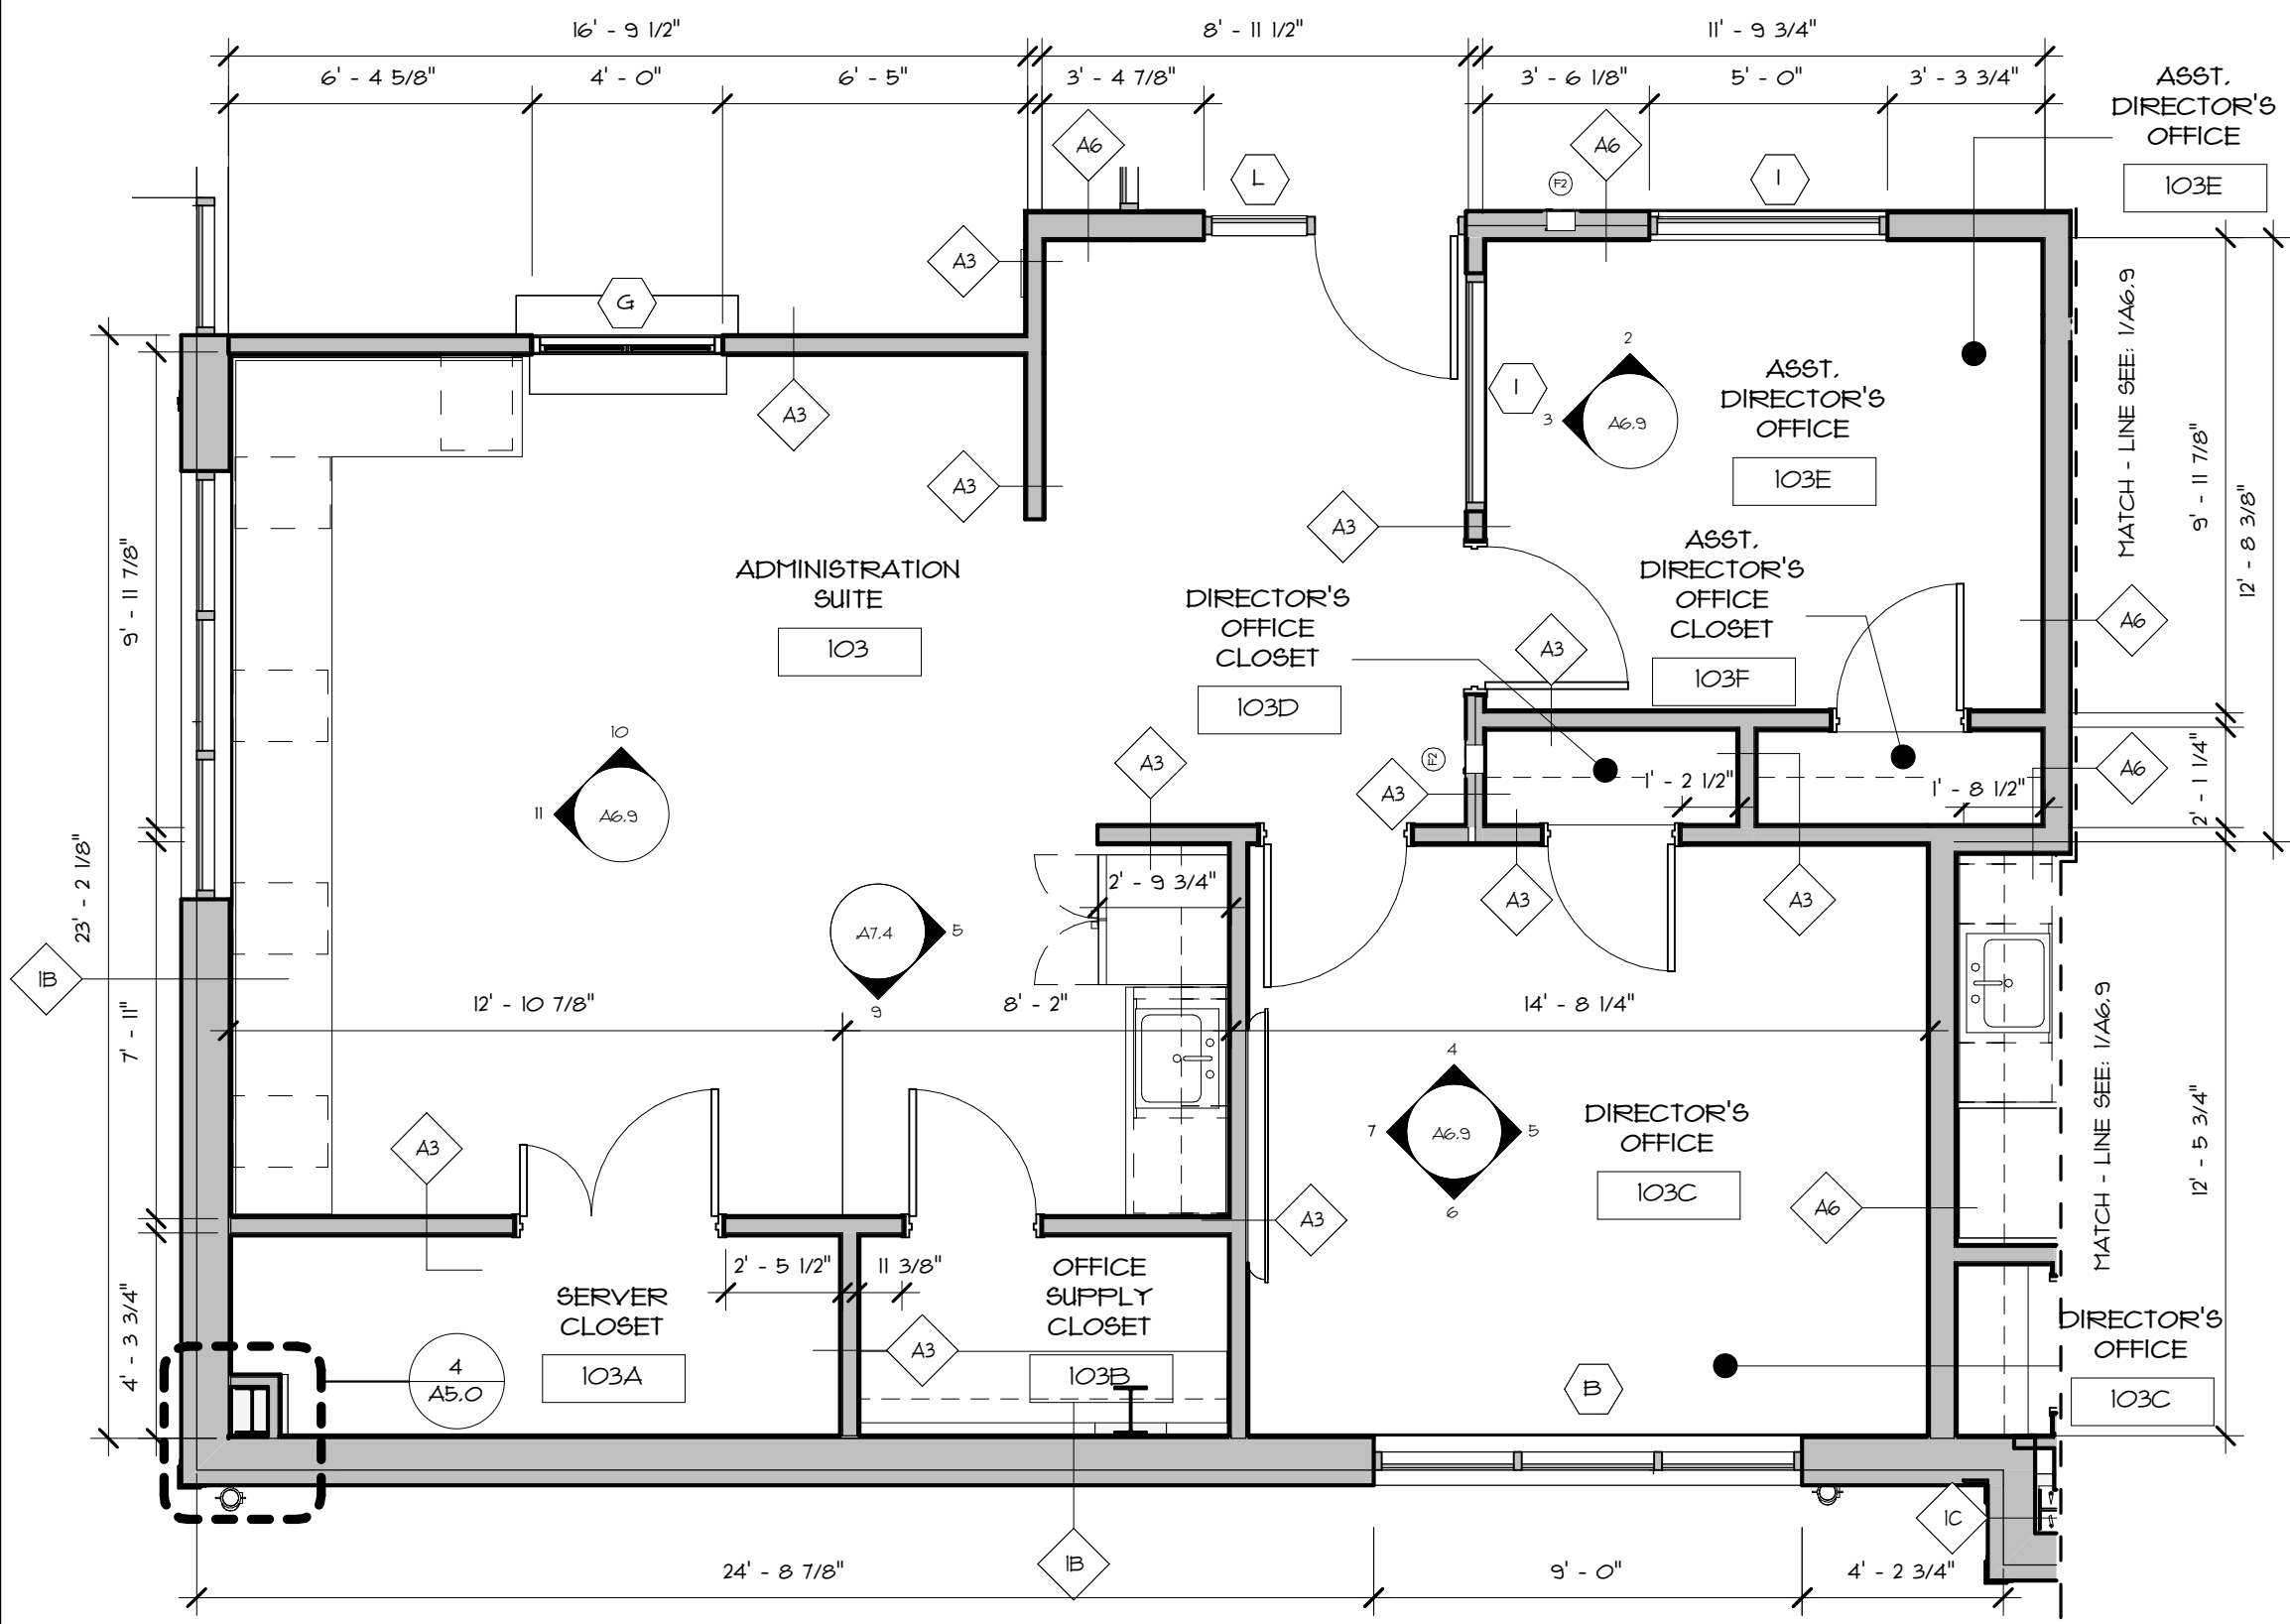 16' - 9 1/2"
8' - 11 1/2"
11' - 9 3/4"
6' - 4 5/8"
4' - 0"
6' - 5"
3' - 4 7/8"
3' - 6 1/8"
5' - 0"
3' - 3 3/4"
ASST.
DIRECTOR'S
OFFICE
103E
A6
A6
L
F2
I
A3
G
MATCH - LINE SEE: 1/A6.9
A3
I
2
3
A6.9
ASST.
DIRECTOR'S
OFFICE
103E
9' - 11 7/8"
12' - 8 3/8"
A3
A3
9' - 11 7/8"
ADMINISTRATION
SUITE
103
DIRECTOR'S
OFFICE
CLOSET
103D
ASST.
DIRECTOR'S
OFFICE
CLOSET
103F
A3
A6
10
11
A6.9
A3
F2
A3
1' - 2 1/2"
1' - 8 1/2"
A6
2' - 1 1/4"
23' - 2 1/8"
2' - 9 3/4"
A3
A3
A7.4
5
9
1B
12' - 10 7/8"
8' - 2"
14' - 8 1/4"
7' - 11"
MATCH - LINE SEE: 1/A6.9
4
7
A6.9
5
6
DIRECTOR'S
OFFICE
103C
12' - 5 3/4"
A3
A3
A6
2' - 5 1/2"
11 3/8"
SERVER
CLOSET
103A
OFFICE
SUPPLY
CLOSET
103B
A3
4' - 3 3/4"
4
A5.0
B
DIRECTOR'S
OFFICE
103C
1C
1B
24' - 8 7/8"
9' - 0"
4' - 2 3/4"